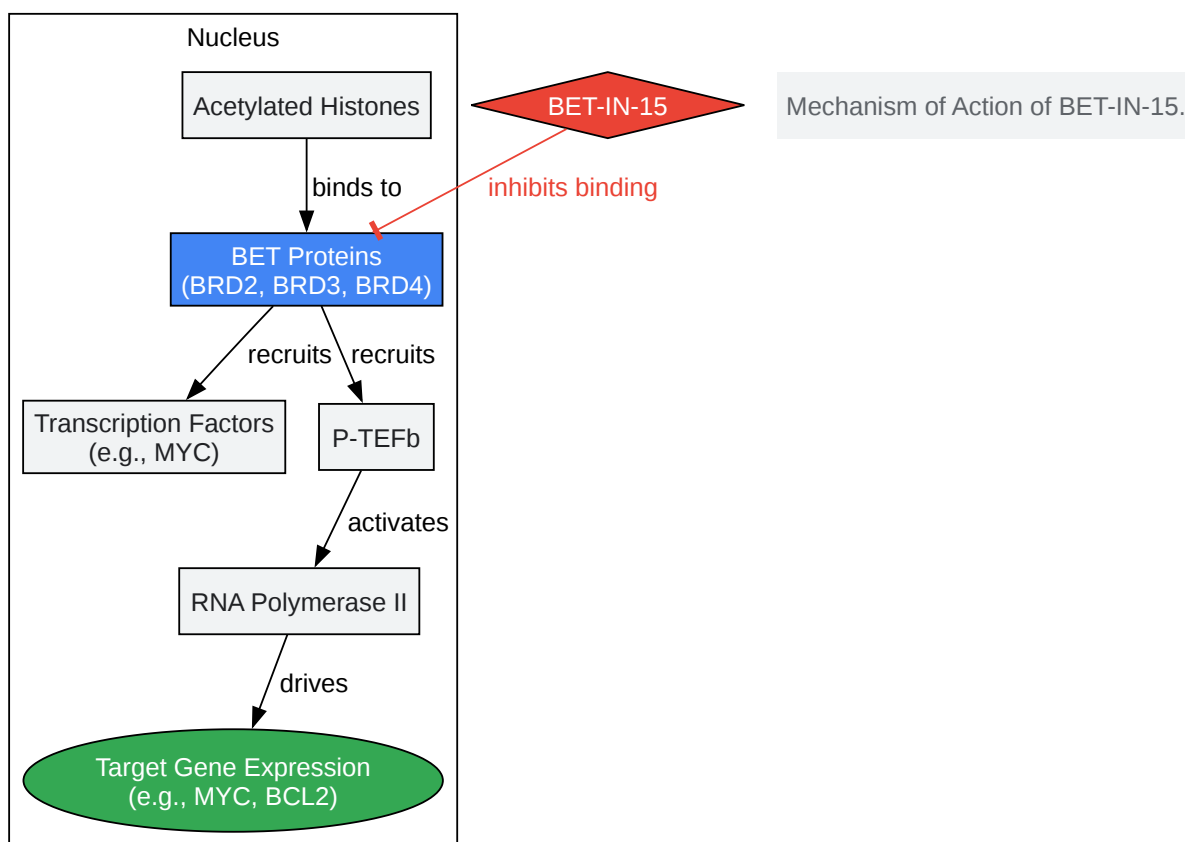 Nucleus
Acetylated Histones
BET-IN-15
Mechanism of Action of BET-IN-15.
binds to
inhibits binding
BET Proteins
(BRD2, BRD3, BRD4)
recruits
recruits
Transcription Factors
(e.g., MYC)
P-TEFb
activates
RNA Polymerase II
drives
Target Gene Expression
(e.g., MYC, BCL2)